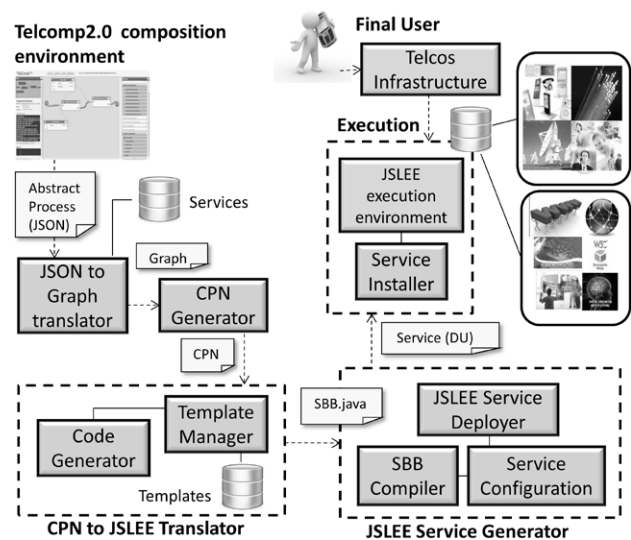 Telcomp2.0 composition
environment
Final User
Telcos
Infrastructure
Execution
JSLEE
execution
environment
Service
Installer
Abstract
Process
(JSON)
Services
JSON to
Graph
translator
Graph
CPN
Generator
CPN
Service (DU)
Template
Manager
Code
Generator
Templates
CPN to JSLEE Translator
SBB.java
JSLEE Service
Deployer
SBB
Compiler
Service
Configuration
JSLEE Service Generator
W3C